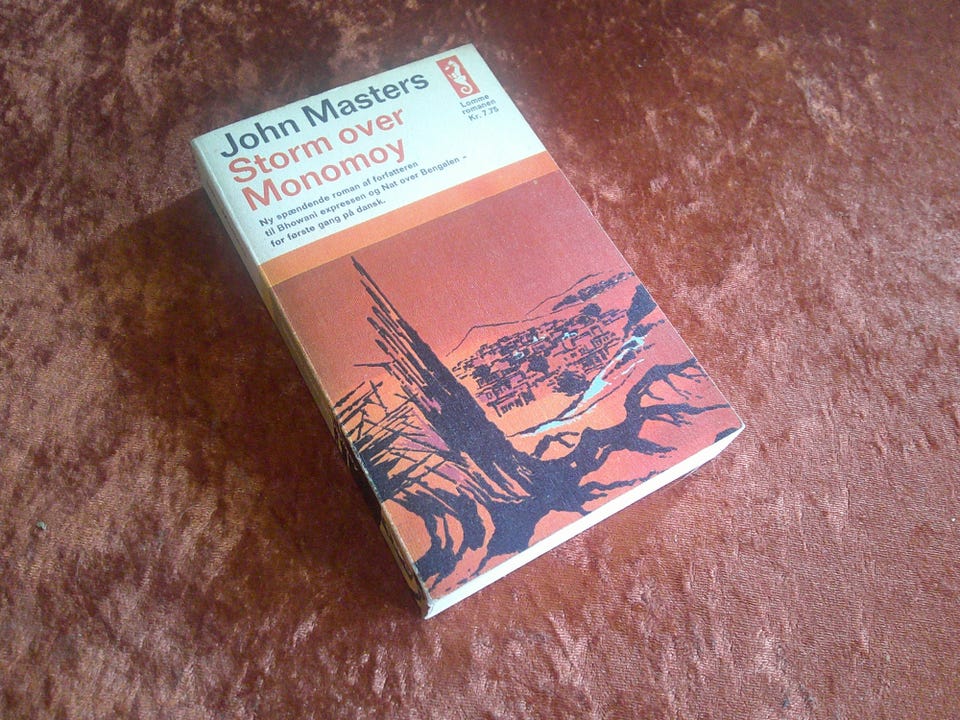 John Masters
Storm over
Monomoy
Ny spændende roman af forfatteren
til Bhowani expressen og Nat over Bengalen –
for første gang på dansk.
Lomme
romanen
Kr. 7.75